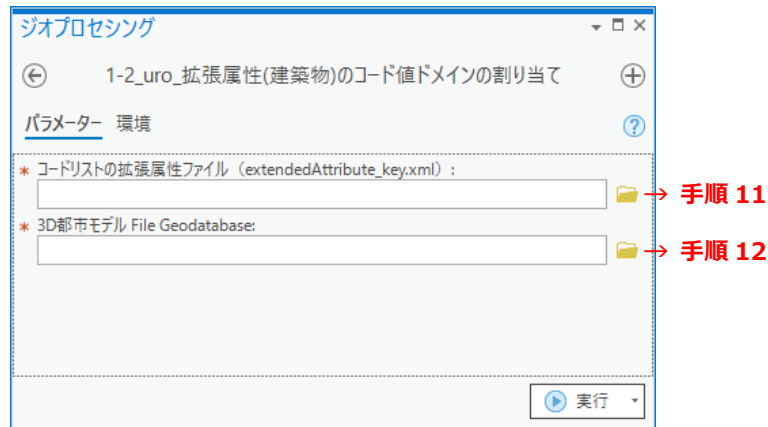 ジオプロセシング
1-2_uro_拡張属性(建築物)のコード値ドメインの割り当て
パラメーター 環境
* コードリストの拡張属性ファイル（extendedAttribute_key.xml）:
→ 手順 11
* 3D都市モデル File Geodatabase:
→ 手順 12
実行